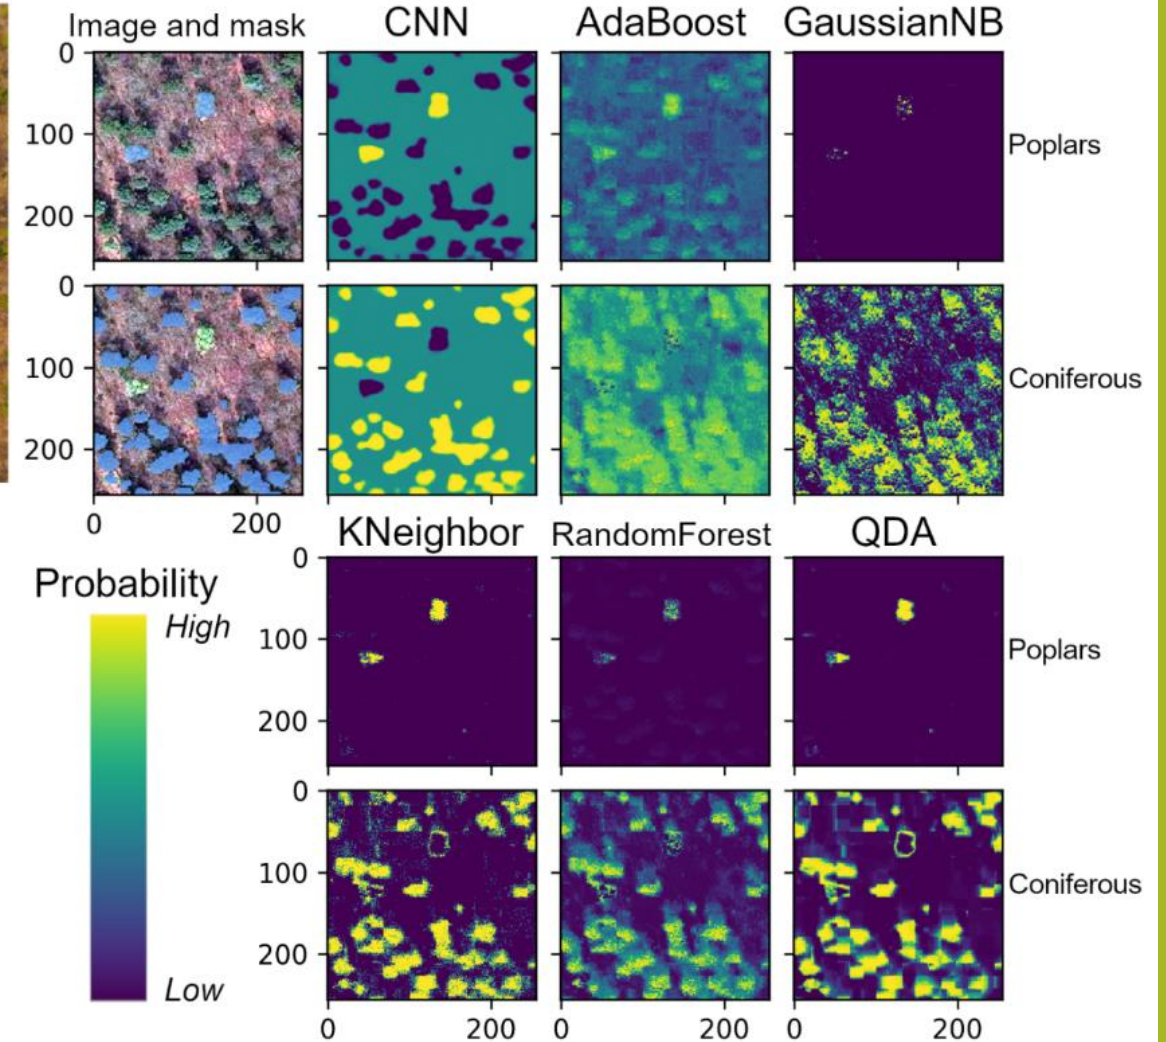 Image and mask CNN AdaBoost GaussianNB
0
100
200
Poplars
0
100
200
Coniferous
0 200
KNeighbor RandomForest QDA
Probability
High
Low
0
100
200
Poplars
0
100
200
Coniferous
0 200 0 200 0 200